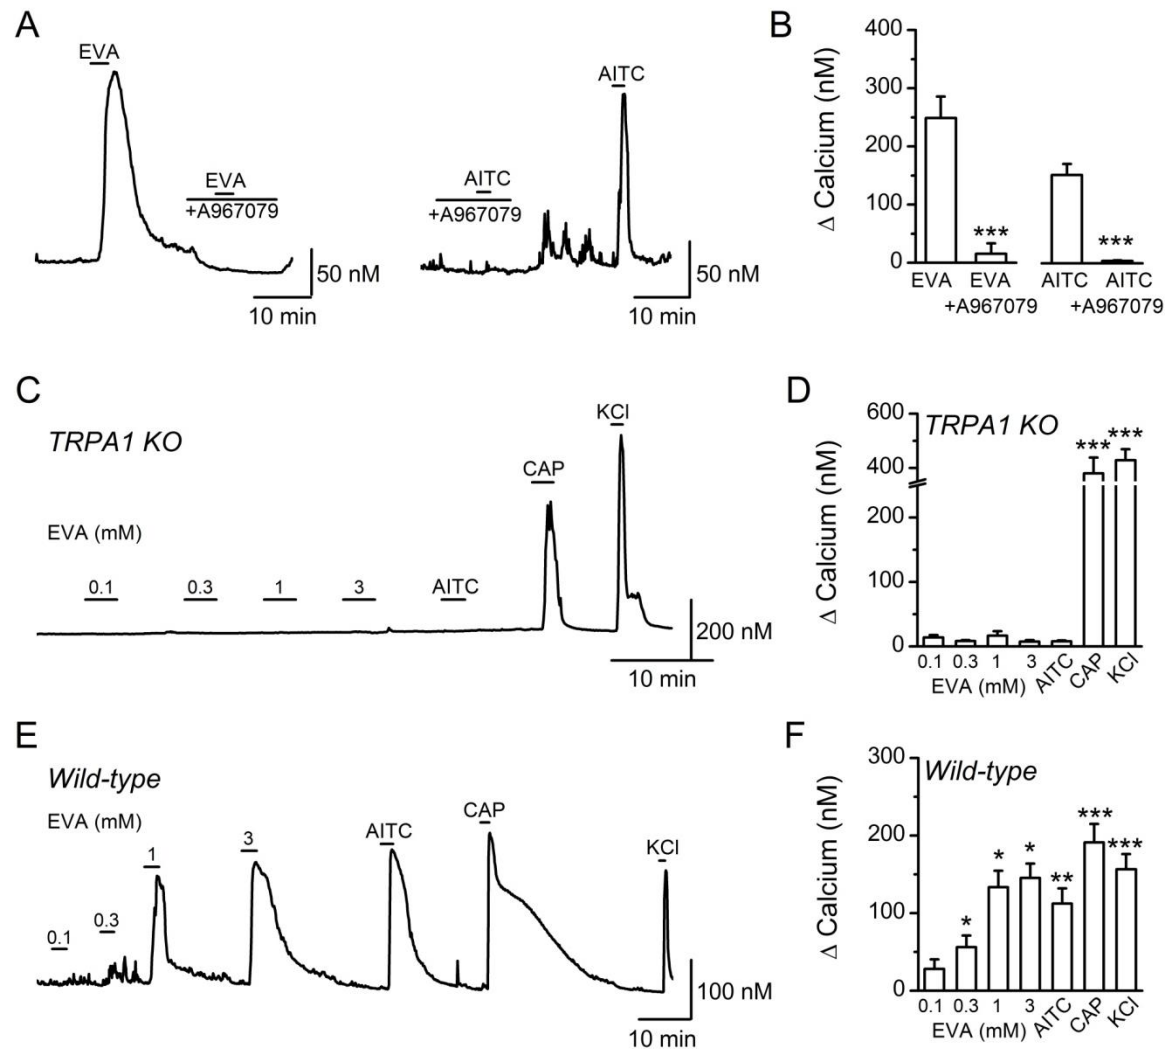 A
EVA
EVA
+A967079
50 nM
10 min
AITC
AITC
+A967079
50 nM
10 min
B
Δ Calcium (nM)
400
300
200
100
0
***
***
EVA EVA AITC AITC
+A967079 +A967079
C
TRPA1 KO
EVA (mM)
0.1 0.3 1 3 AITC CAP KCl
200 nM
10 min
D
TRPA1 KO
Δ Calcium (nM)
600
400
200
100
0
*** ***
0.1 0.3 1 3 AITC CAP KCl
EVA (mM)
E
Wild-type
EVA (mM)
0.1 0.3 1 3 AITC CAP KCl
100 nM
10 min
F
Wild-type
Δ Calcium (nM)
300
200
100
0
* * * ** *** ***
0.1 0.3 1 3 AITC CAP KCl
EVA (mM)